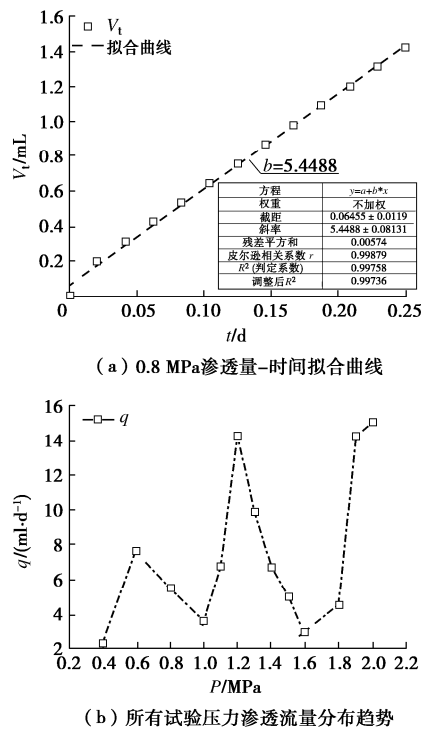 1.6
1.4
1.2
1.0
0.8
0.6
0.4
0.2
0
0.05
0.10
0.15
0.20
0.25
Vt/mL
Vt
拟合曲线
b=5.4488
方程 y=a+b*x
权重 不加权
截距 0.06455 ± 0.0119
斜率 5.4488 ± 0.08131
残差平方和 0.00574
皮尔逊相关系数 r 0.99879
R² (判定系数) 0.99758
调整后R² 0.99736
t/d
(a) 0.8 MPa渗透量-时间拟合曲线
16
14
12
10
8
6
4
2
q
q/(ml·d⁻¹)
0.2 0.4 0.6 0.8 1.0 1.2 1.4 1.6 1.8 2.0 2.2
P/MPa
(b) 所有试验压力渗透流量分布趋势